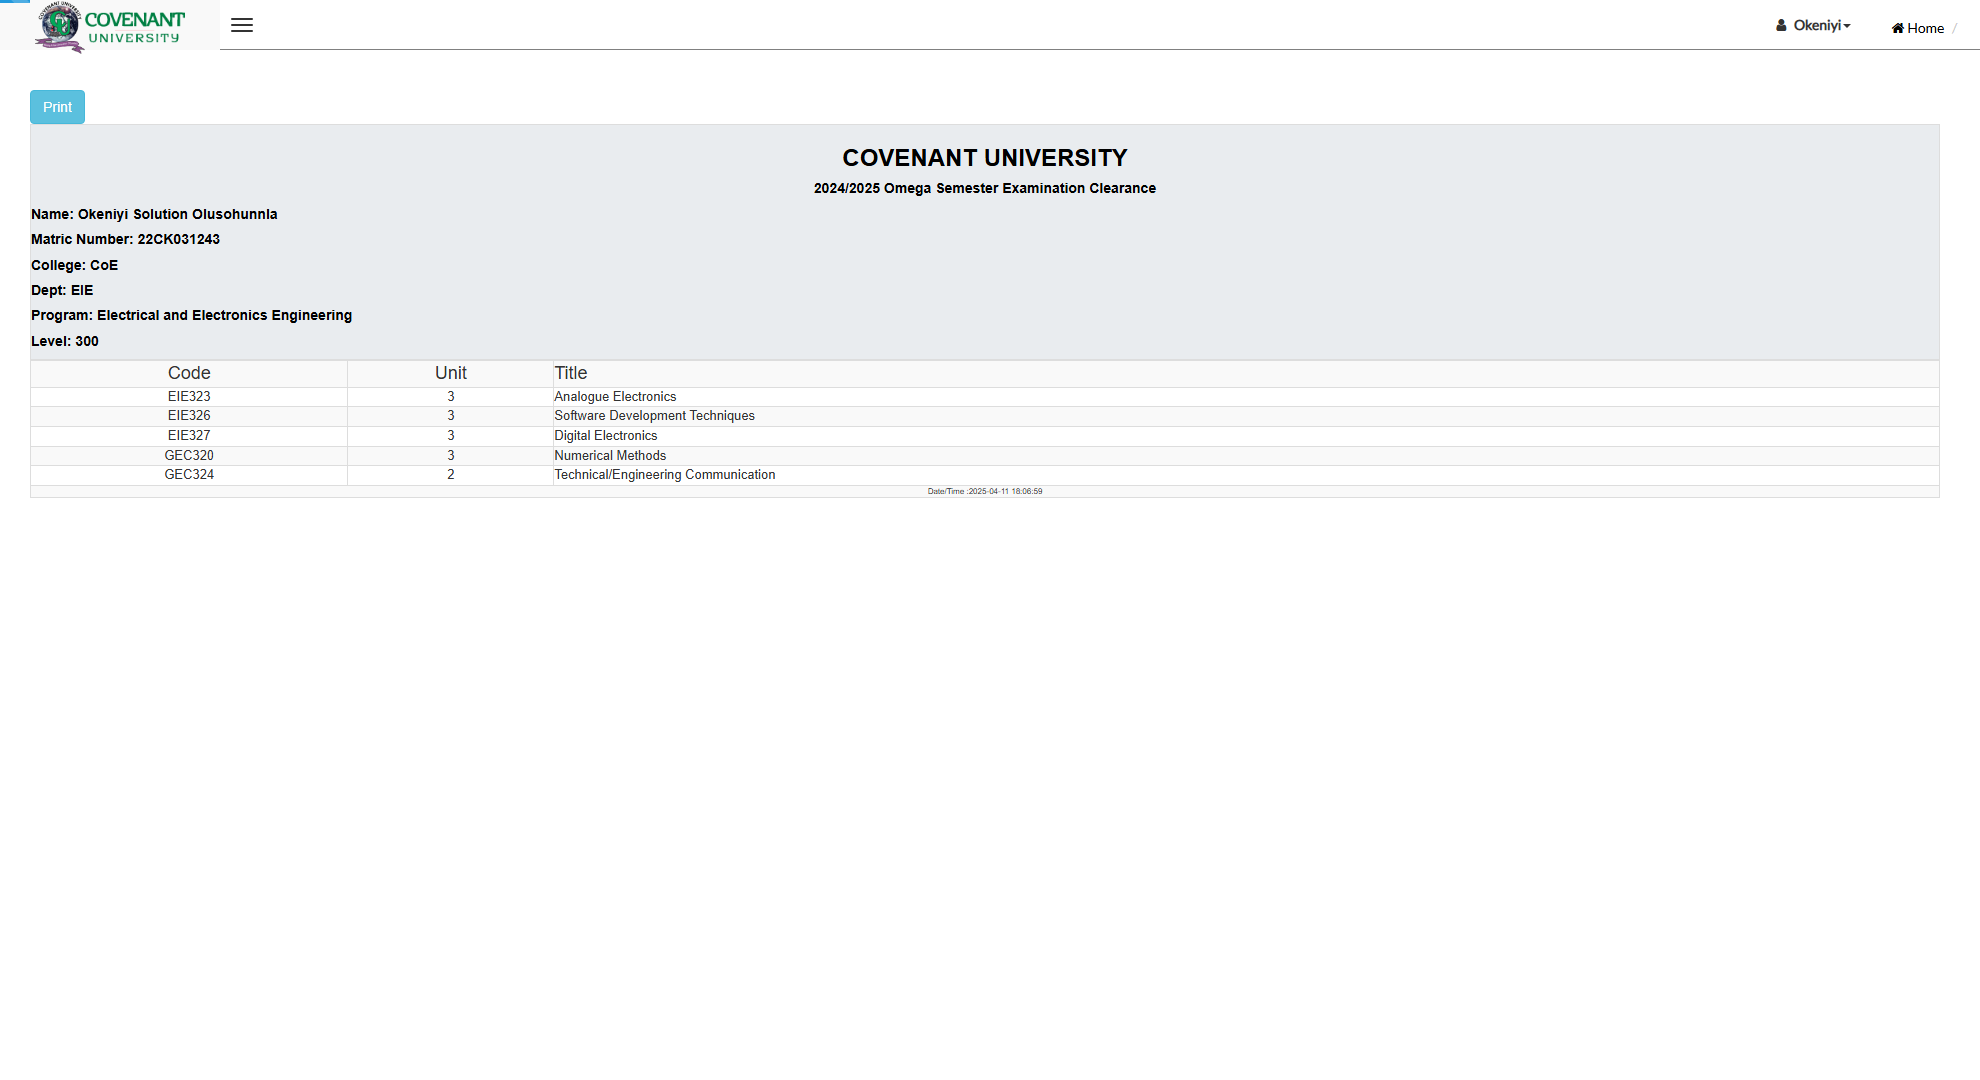 COVENANT UNIVERSITY
COVENANT
UNIVERSITY
Okeniyi
Home /
Print
COVENANT UNIVERSITY
2024/2025 Omega Semester Examination Clearance
Name: Okeniyi Solution Olusohunnla
Matric Number: 22CK031243
College: CoE
Dept: EIE
Program: Electrical and Electronics Engineering
Level: 300
Code Unit Title
EIE323 3 Analogue Electronics
EIE326 3 Software Development Techniques
EIE327 3 Digital Electronics
GEC320 3 Numerical Methods
GEC324 2 Technical/Engineering Communication
Date/Time :2025-04-11 18:06:59